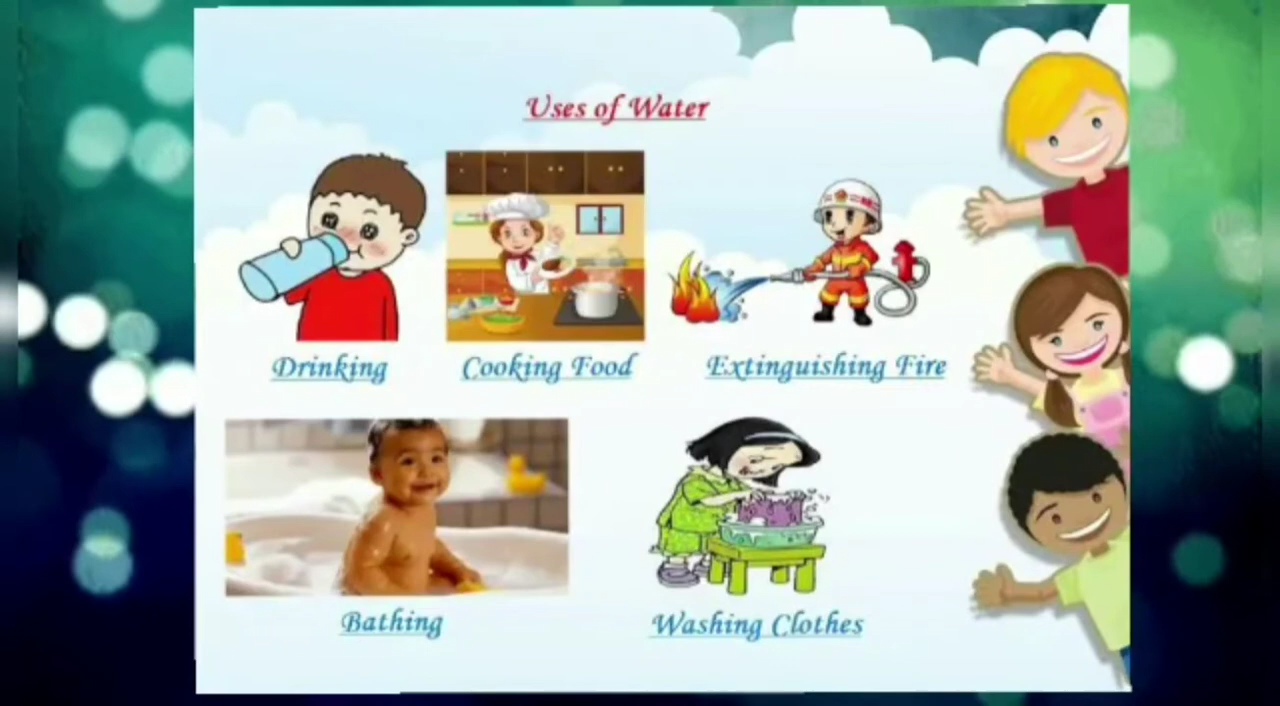 Uses of Water
Drinking
Cooking Food
Extinguishing Fire
Bathing
Washing Clothes